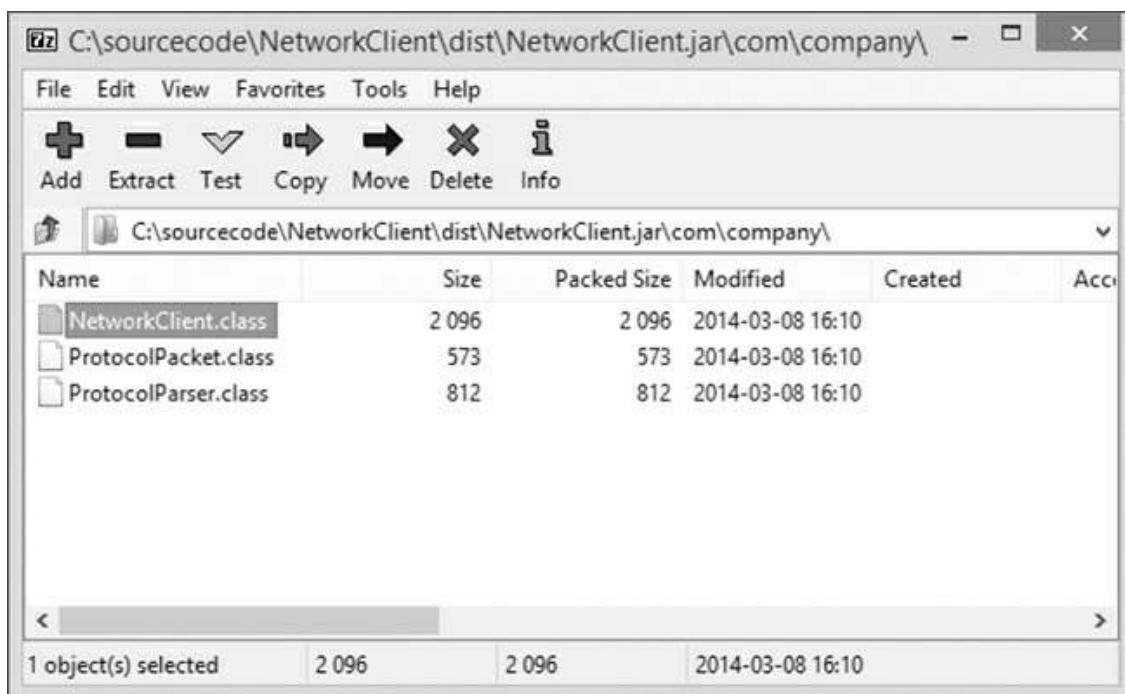 7z C:\sourcecode\NetworkClient\dist\NetworkClient.jar\com\company\
File Edit View Favorites Tools Help
Add Extract Test Copy Move Delete Info
C:\sourcecode\NetworkClient\dist\NetworkClient.jar\com\company\
Name Size Packed Size Modified Created Acc
NetworkClient.class 2 096 2 096 2014-03-08 16:10
ProtocolPacket.class 573 573 2014-03-08 16:10
ProtocolParser.class 812 812 2014-03-08 16:10
1 object(s) selected 2 096 2 096 2014-03-08 16:10